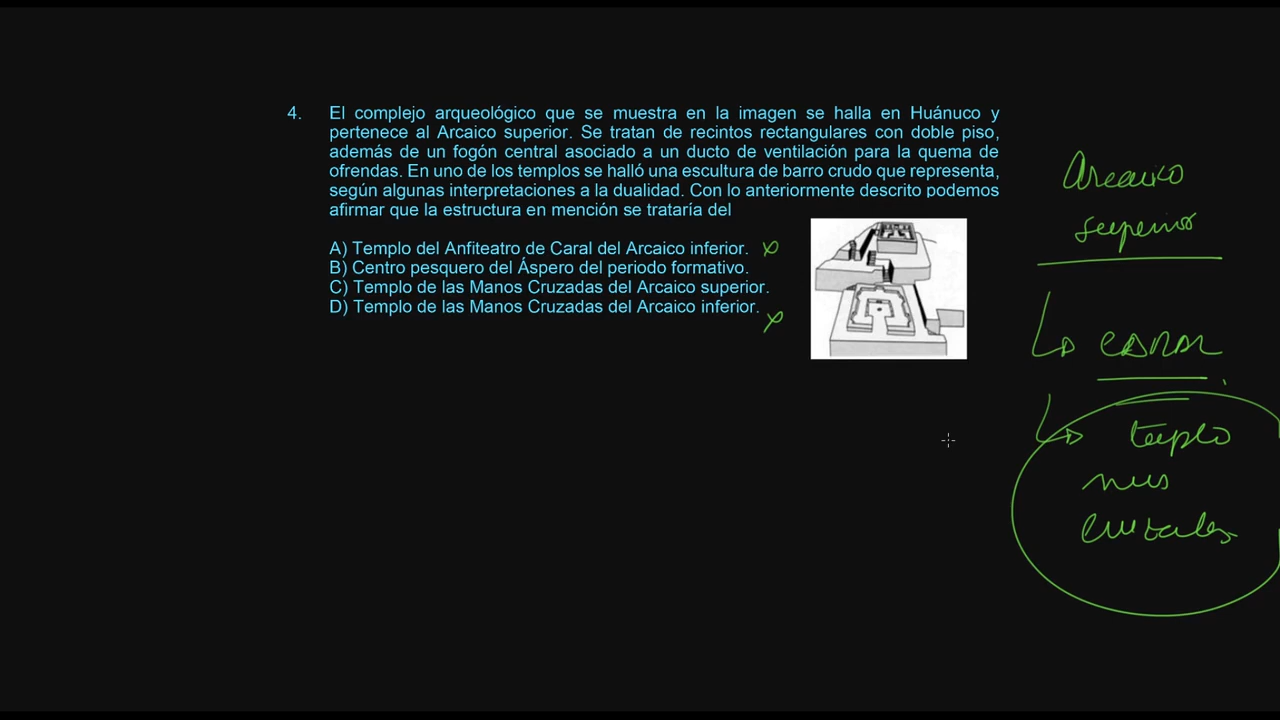 4. El complejo arqueológico que se muestra en la imagen se halla en Huánuco y
pertenece al Arcaico superior. Se tratan de recintos rectangulares con doble piso,
además de un fogón central asociado a un ducto de ventilación para la quema de
ofrendas. En uno de los templos se halló una escultura de barro crudo que representa,
según algunas interpretaciones a la dualidad. Con lo anteriormente descrito podemos
afirmar que la estructura en mención se trataría del
A) Templo del Anfiteatro de Caral del Arcaico inferior. x
B) Centro pesquero del Áspero del periodo formativo.
C) Templo de las Manos Cruzadas del Arcaico superior.
D) Templo de las Manos Cruzadas del Arcaico inferior. x
Arcaico
superior
CARAL
templo